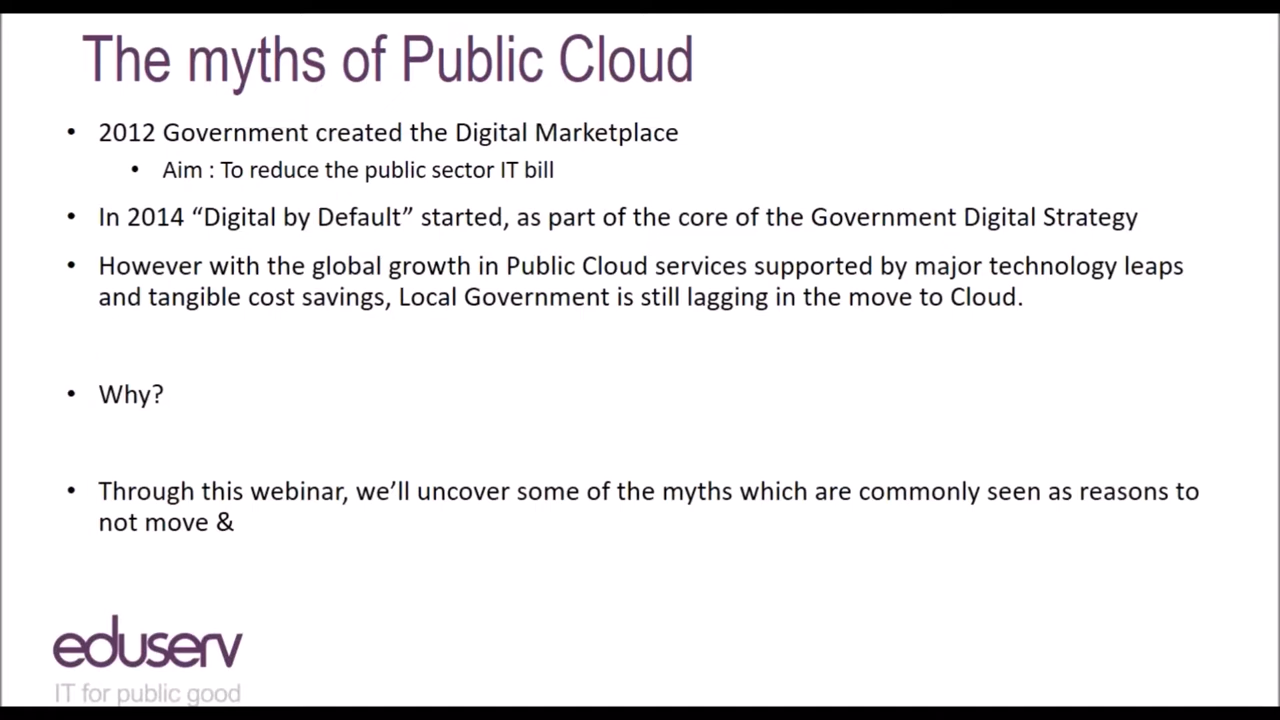 The myths of Public Cloud
• 2012 Government created the Digital Marketplace
• Aim : To reduce the public sector IT bill
• In 2014 “Digital by Default” started, as part of the core of the Government Digital Strategy
• However with the global growth in Public Cloud services supported by major technology leaps
and tangible cost savings, Local Government is still lagging in the move to Cloud.
• Why?
• Through this webinar, we’ll uncover some of the myths which are commonly seen as reasons to
not move &
eduserv
IT for public good